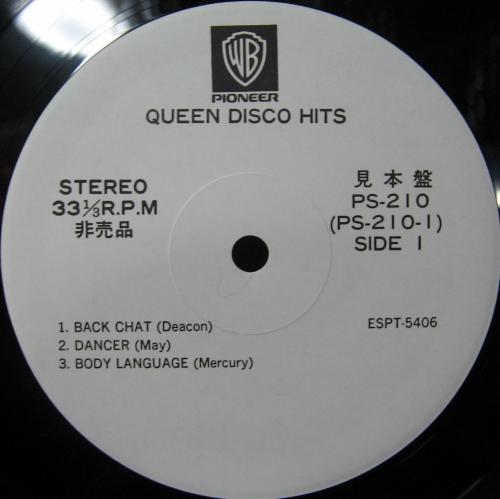 WB
PIONEER
QUEEN DISCO HITS
STEREO
33⅓R.P.M
非売品
見本盤
PS-210
(PS-210-1)
SIDE 1
1. BACK CHAT (Deacon)
2. DANCER (May)
3. BODY LANGUAGE (Mercury)
ESPT-5406